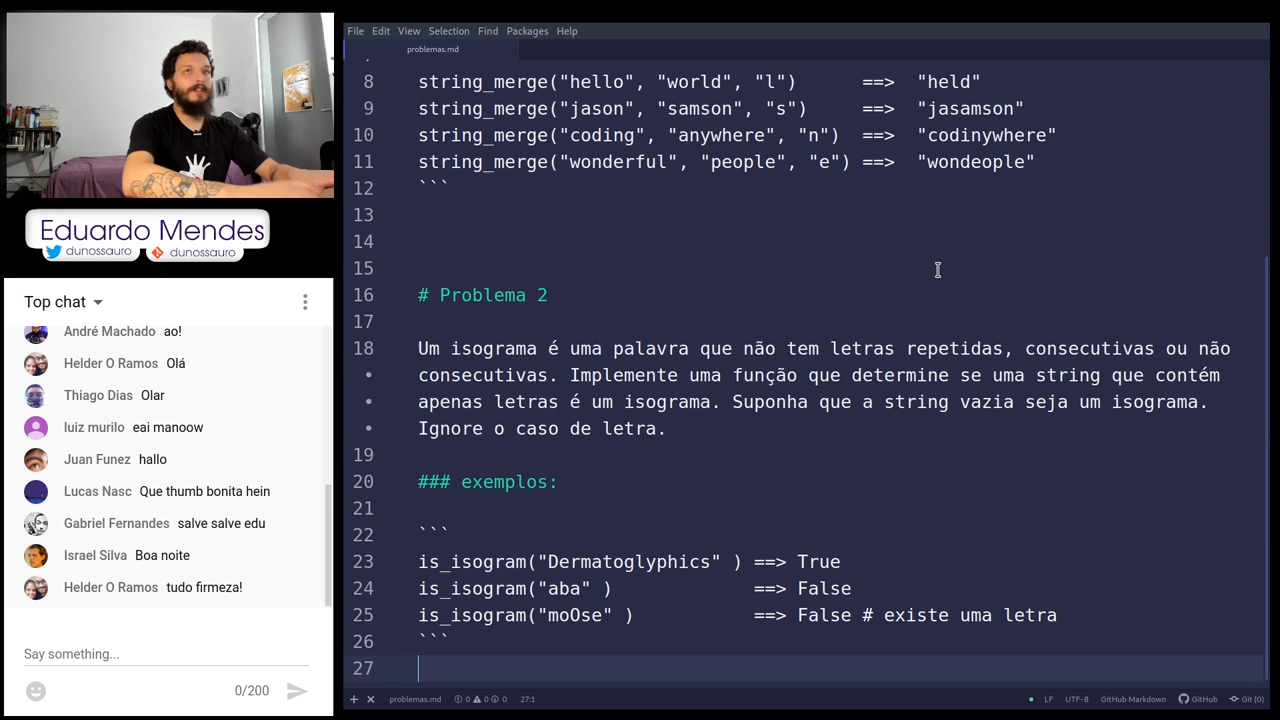 File Edit View Selection Find Packages Help
problemas.md
8 string_merge("hello", "world", "l") ==> "held"
9 string_merge("jason", "samson", "s") ==> "jasamson"
10 string_merge("coding", "anywhere", "n") ==> "codinywhere"
11 string_merge("wonderful", "people", "e") ==> "wondeople"
12 ```
13
14
15
16 # Problema 2
17
18 Um isograma é uma palavra que não tem letras repetidas, consecutivas ou não
• consecutivas. Implemente uma função que determine se uma string que contém
• apenas letras é um isograma. Suponha que a string vazia seja um isograma.
• Ignore o caso de letra.
19
20 ### exemplos:
21
22 ```
23 is_isogram("Dermatoglyphics" ) ==> True
24 is_isogram("aba" ) ==> False
25 is_isogram("moOse" ) ==> False # existe uma letra
26 ```
27
problemas.md 0 0 0 27:1 LF UTF-8 GitHub Markdown GitHub Git (0)
Eduardo Mendes
dunossauro dunossauro
Top chat
André Machado ao!
Helder O Ramos Olá
Thiago Dias Olar
luiz murilo eai manoow
Juan Funez hallo
Lucas Nasc Que thumb bonita hein
Gabriel Fernandes salve salve edu
Israel Silva Boa noite
Helder O Ramos tudo firmeza!
Say something...
0/200